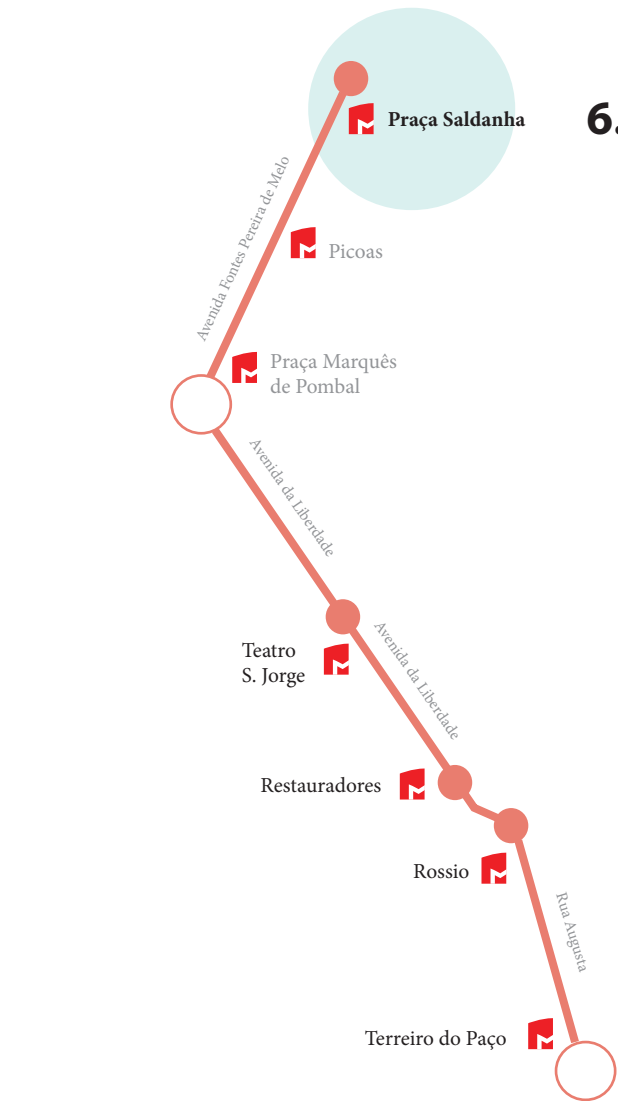 Praça Saldanha
6.
Avenida Fontes Pereira de Melo
Picoas
Praça Marquês
de Pombal
Avenida da Liberdade
Teatro
S. Jorge
Avenida da Liberdade
Restauradores
Rossio
Rua Augusta
Terreiro do Paço